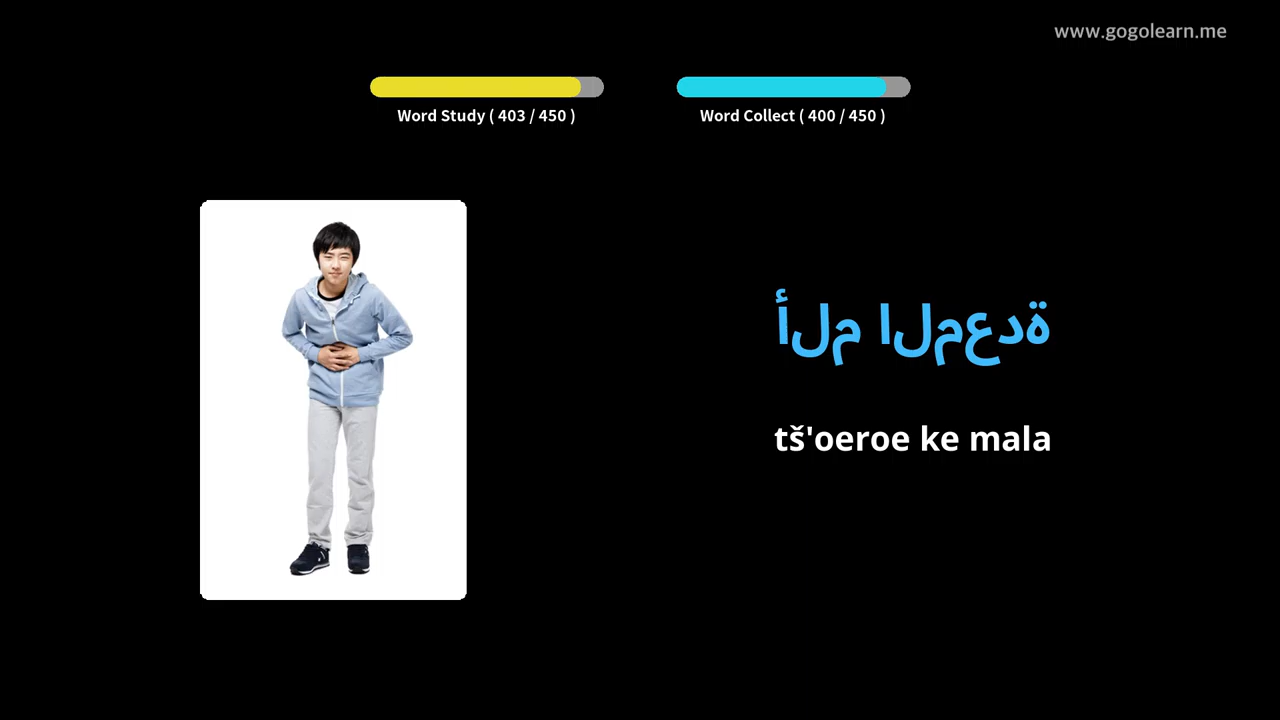 www.gogolearn.me
Word Study ( 403 / 450 )
Word Collect ( 400 / 450 )
ألم المعدة
tš'oeroe ke mala